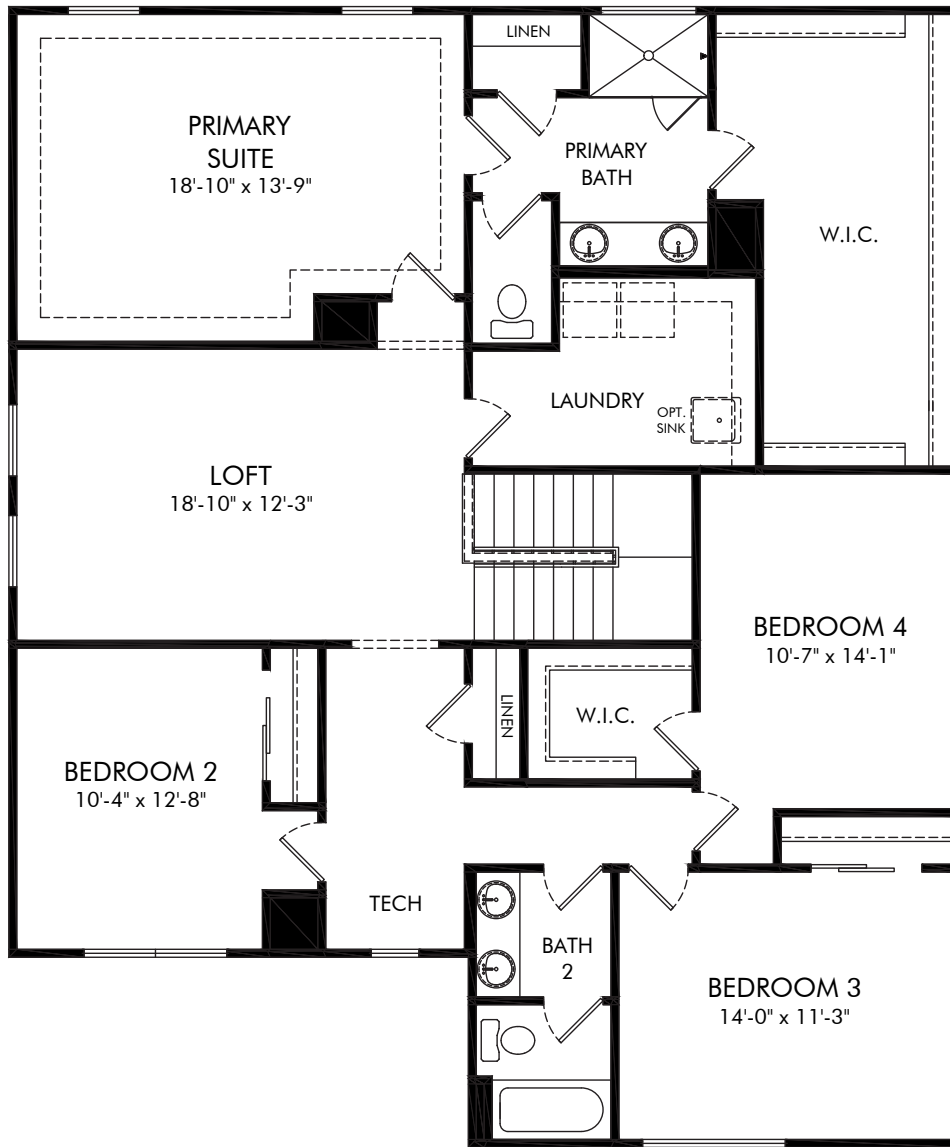 LINEN
PRIMARY
SUITE
18'-10" x 13'-9"
PRIMARY
BATH
W.I.C.
LAUNDRY
OPT.
SINK
LOFT
18'-10" x 12'-3"
BEDROOM 4
10'-7" x 14'-1"
LINEN
W.I.C.
BEDROOM 2
10'-4" x 12'-8"
TECH
BATH
2
BEDROOM 3
14'-0" x 11'-3"